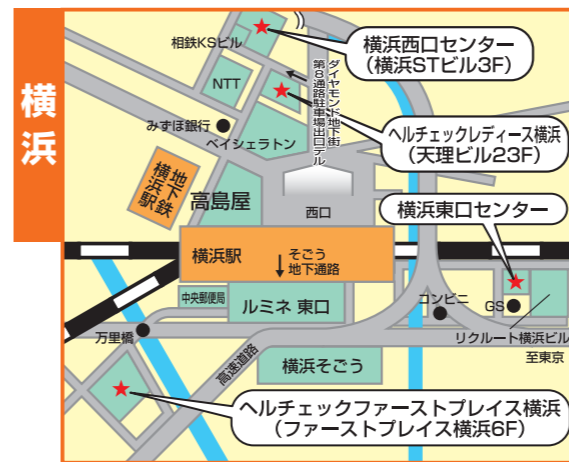 横浜
相鉄KSビル
横浜西口センター
(横浜STビル3F)
NTT
ダイヤモンド地下街
第8通路駐車場出口デル
みずほ銀行
ベイシェラトン
ヘルチェックレディース横浜
(天理ビル23F)
地下鉄
横浜駅
高島屋
西口
横浜東口センター
横浜駅
そごう
地下通路
中央郵便局
ルミネ 東口
コンビニ
GS
万里橋
リクルート横浜ビル
至東京
高速道路
横浜そごう
ヘルチェックファーストプレイス横浜
(ファーストプレイス横浜6F)